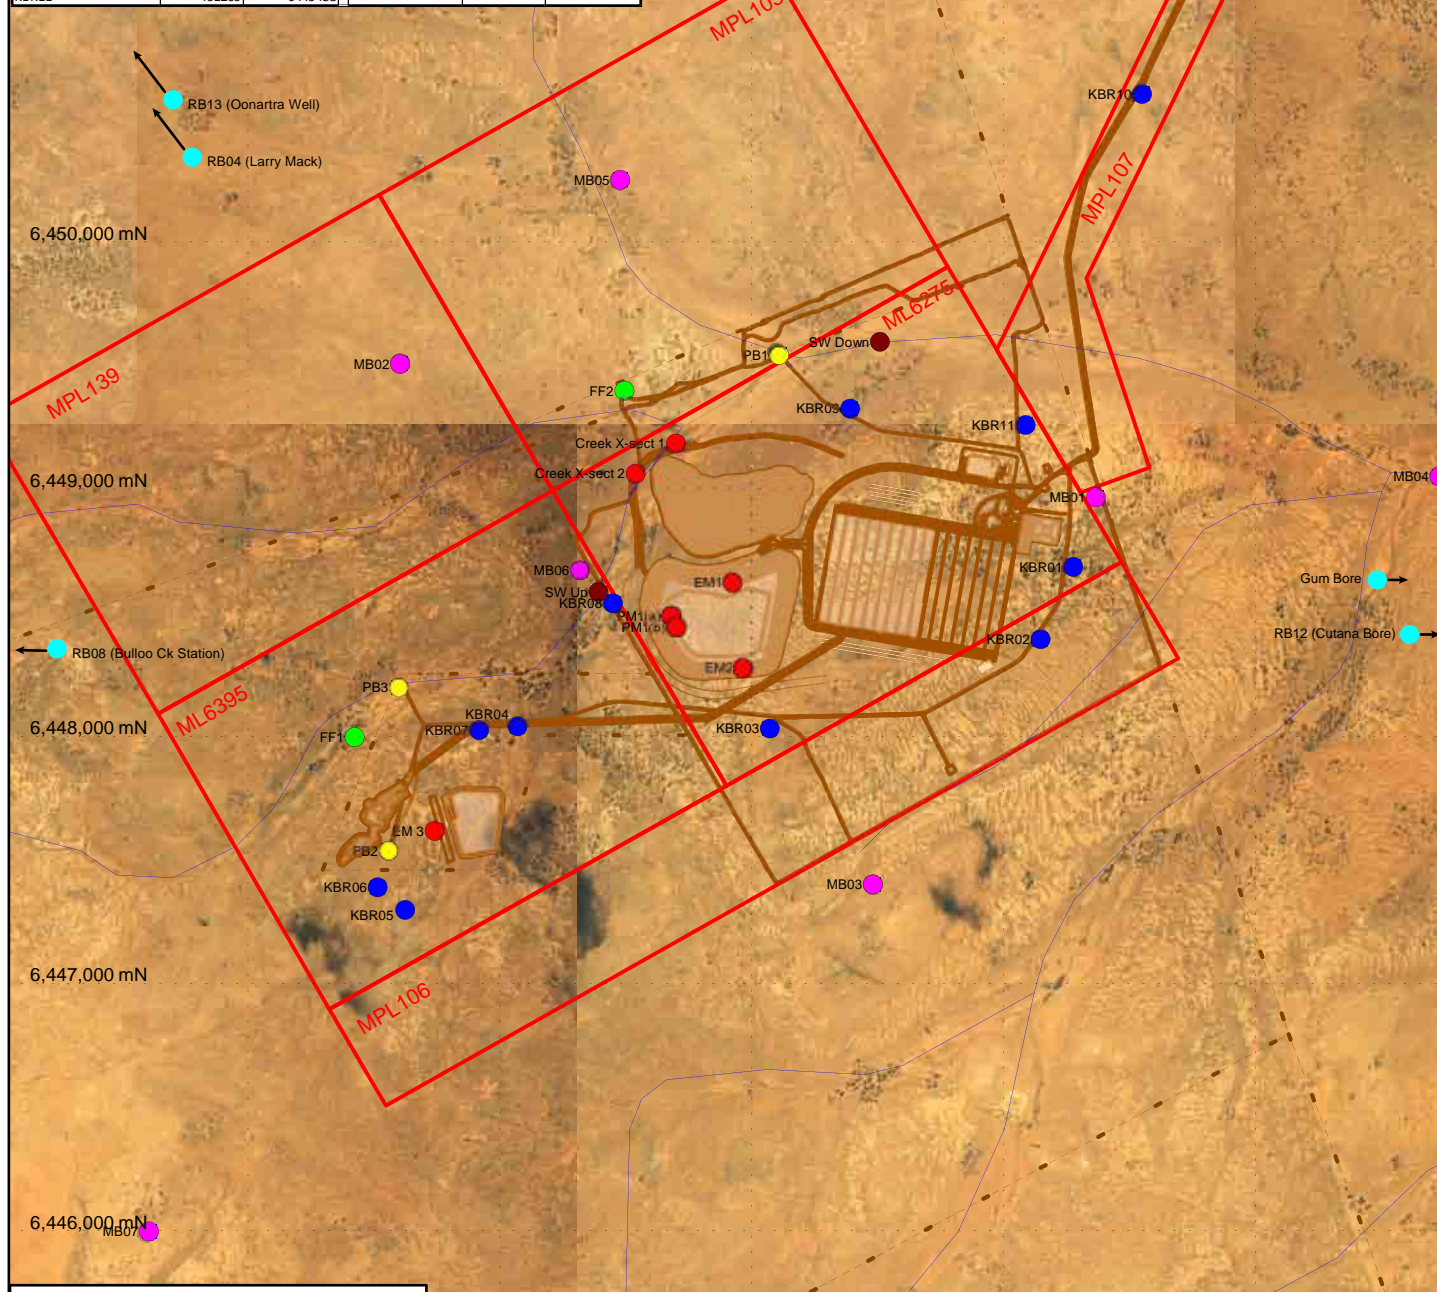 MPL105
KBR10
RB13 (Oonartra Well)
RB04 (Larry Mack)
MPL107
MB05
6,450,000 mN
ML6275
SW Down
PB1
MB02
MPL139
FF2
KBR09
KBR11
Creek X-sect 1
Creek X-sect 2
6,449,000 mN
MB04
MB01
MB06
EM1
KBR01
Gum Bore
SW Up
KBR08
PM1(a)
PM1(b)
RB12 (Cutana Bore)
KBR02
RB08 (Bulloo Ck Station)
EM2
PB3
ML6395
KBR04
6,448,000 mN
KBR07
KBR03
FF1
EM 3
PB2
KBR06
MB03
KBR05
6,447,000 mN
MPL106
6,446,000 mN
MB07